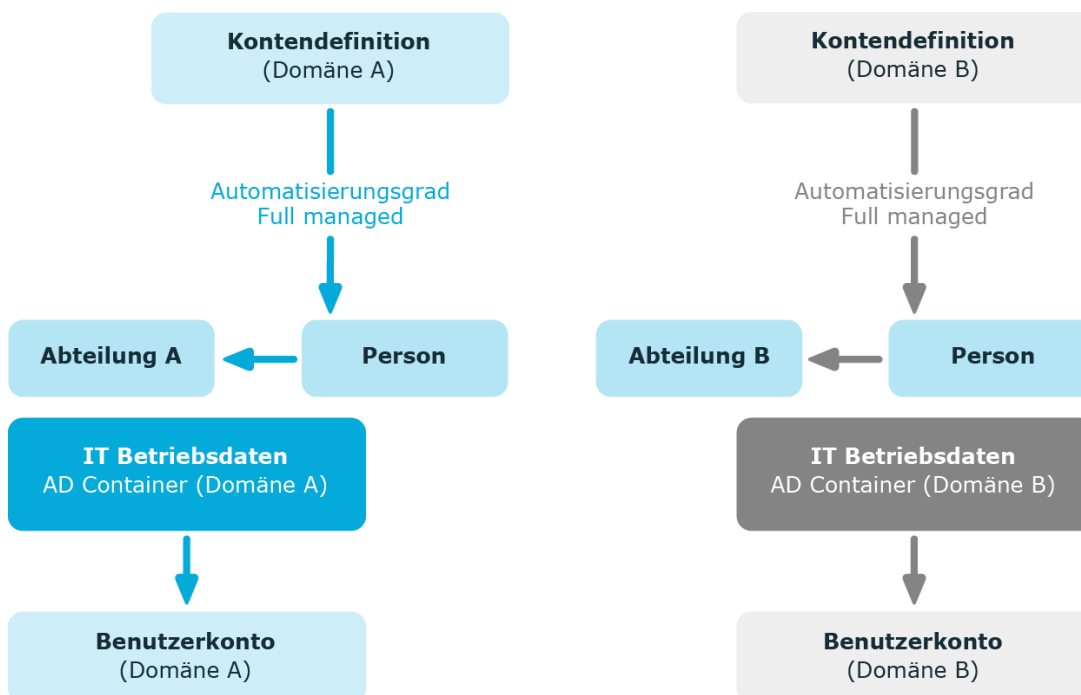 Kontendefinition
(Domäne A)
Automatisierungsgrad
Full managed
Abteilung A
Person
IT Betriebsdaten
AD Container (Domäne A)
Benutzerkonto
(Domäne A)
Kontendefinition
(Domäne B)
Automatisierungsgrad
Full managed
Abteilung B
Person
IT Betriebsdaten
AD Container (Domäne B)
Benutzerkonto
(Domäne B)